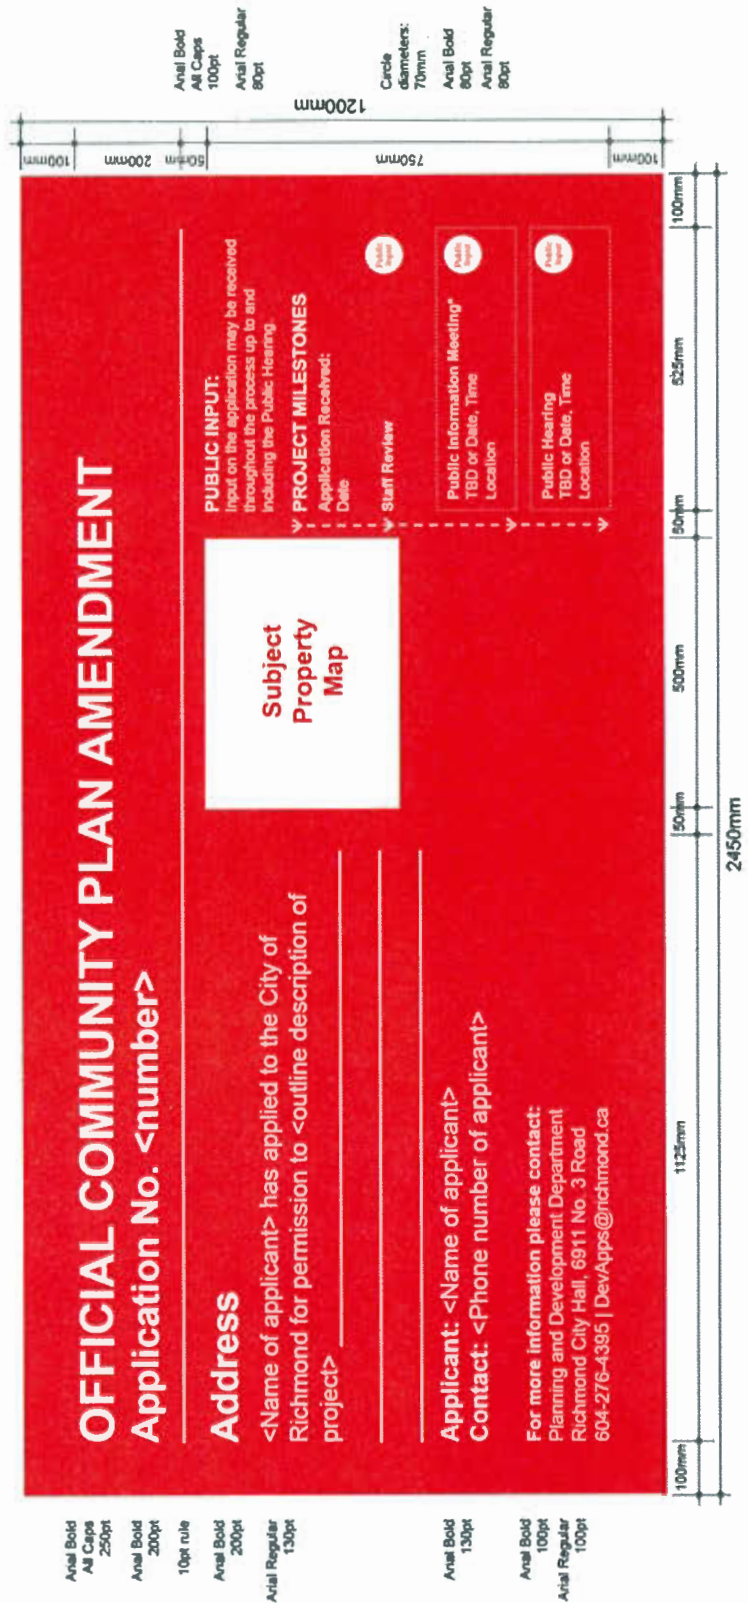 OFFICIAL COMMUNITY PLAN AMENDMENT
Application No. <number>
Address
<Name of applicant> has applied to the City of
Richmond for permission to <outline description of
project>
Applicant: <Name of applicant>
Contact: <Phone number of applicant>
For more information please contact:
Planning and Development Department
Richmond City Hall, 6911 No. 3 Road
604-276-4395 | DevApps@richmond.ca
Subject
Property
Map
PUBLIC INPUT:
Input on the application may be received
throughout the process up to and
including the Public Hearing.
PROJECT MILESTONES
Application Received:
Date
Staff Review
Public
Input
Public Information Meeting*
TBD or Date, Time
Location
Public
Input
Public Hearing
TBD or Date, Time
Location
Public
Input
Arial Bold
All Caps
250pt
Arial Bold
200pt
10pt rule
Arial Bold
200pt
Arial Regular
130pt
Arial Bold
130pt
Arial Bold
100pt
Arial Regular
100pt
Arial Bold
All Caps
100pt
Arial Regular
80pt
Circle
diameters:
70mm
Arial Bold
80pt
Arial Regular
80pt
100mm
200mm
50mm
750mm
100mm
1200mm
100mm
1125mm
50mm
500mm
50mm
525mm
100mm
2450mm